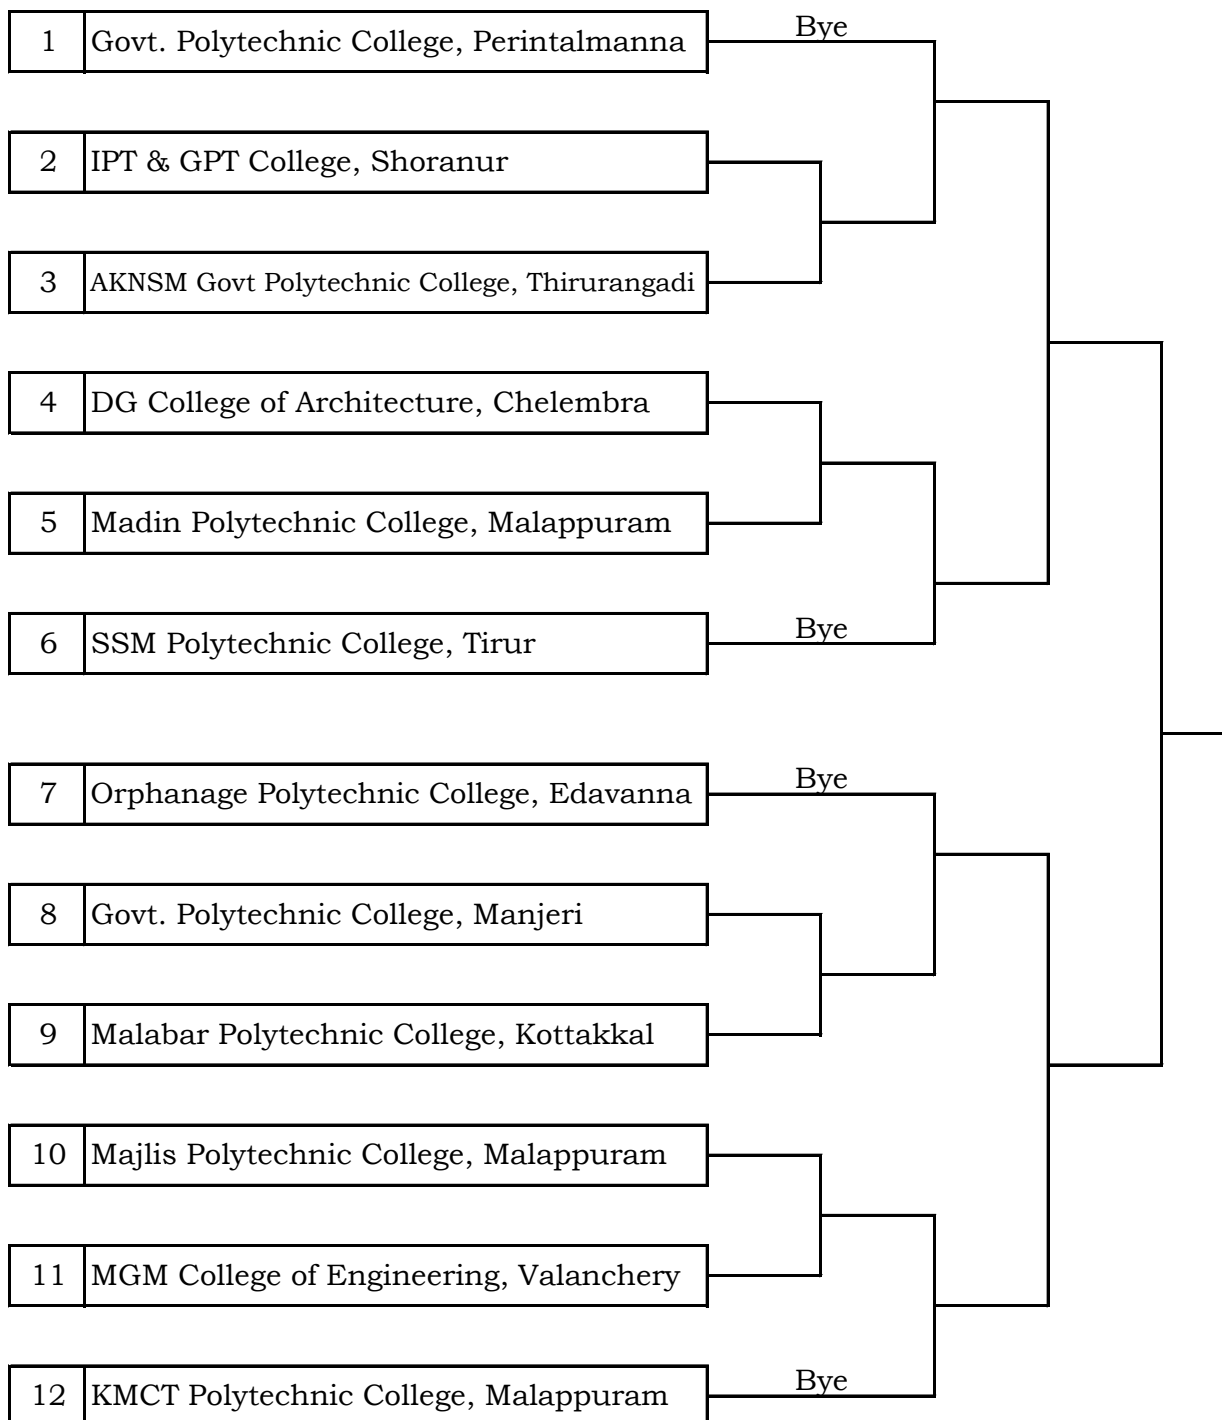 1 Govt. Polytechnic College, Perintalmanna Bye
2 IPT & GPT College, Shoranur
3 AKNSM Govt Polytechnic College, Thirurangadi
4 DG College of Architecture, Chelembra
5 Madin Polytechnic College, Malappuram
6 SSM Polytechnic College, Tirur Bye
7 Orphanage Polytechnic College, Edavanna Bye
8 Govt. Polytechnic College, Manjeri
9 Malabar Polytechnic College, Kottakkal
10 Majlis Polytechnic College, Malappuram
11 MGM College of Engineering, Valanchery
12 KMCT Polytechnic College, Malappuram Bye